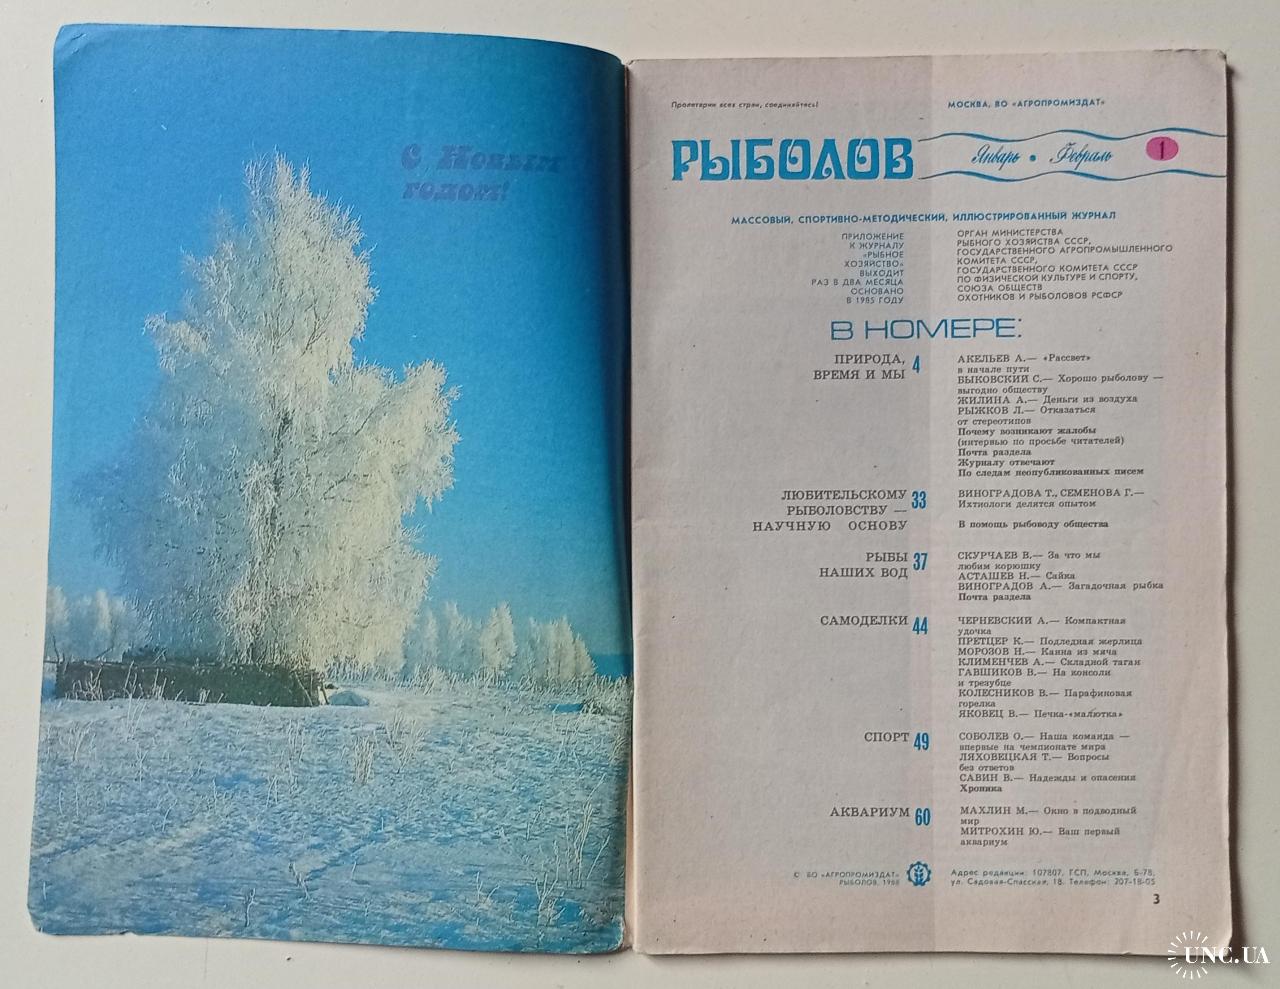 С Новым
годом!
Пролетарии всех стран, соединяйтесь!
МОСКВА, ВО «АГРОПРОМИЗДАТ»
РЫБОЛОВ
Январь • Февраль
1
МАССОВЫЙ, СПОРТИВНО-МЕТОДИЧЕСКИЙ, ИЛЛЮСТРИРОВАННЫЙ ЖУРНАЛ
ПРИЛОЖЕНИЕ
К ЖУРНАЛУ
«РЫБНОЕ
ХОЗЯЙСТВО»
ВЫХОДИТ
РАЗ В ДВА МЕСЯЦА
ОСНОВАНО
В 1985 ГОДУ
ОРГАН МИНИСТЕРСТВА
РЫБНОГО ХОЗЯЙСТВА СССР,
ГОСУДАРСТВЕННОГО АГРОПРОМЫШЛЕННОГО
КОМИТЕТА СССР,
ГОСУДАРСТВЕННОГО КОМИТЕТА СССР
ПО ФИЗИЧЕСКОЙ КУЛЬТУРЕ И СПОРТУ,
СОЮЗА ОБЩЕСТВ
ОХОТНИКОВ И РЫБОЛОВОВ РСФСР
В НОМЕРЕ:
ПРИРОДА,
ВРЕМЯ И МЫ
4
АКЕЛЬЕВ А.— «Рассвет»
в начале пути
БЫКОВСКИЙ С.— Хорошо рыболову —
выгодно обществу
ЖИЛИНА А.— Деньги из воздуха
РЫЖКОВ Л.— Отказаться
от стереотипов
Почему возникают жалобы
(интервью по просьбе читателей)
Почта раздела
Журналу отвечают
По следам неопубликованных писем
ЛЮБИТЕЛЬСКОМУ
РЫБОЛОВСТВУ —
НАУЧНУЮ ОСНОВУ
33
ВИНОГРАДОВА Т., СЕМЕНОВА Г.—
Ихтиологи делятся опытом
В помощь рыбоводу общества
РЫБЫ
НАШИХ ВОД
37
СКУРЧАЕВ В.— За что мы
любим корюшку
АСТАШЕВ Н.— Сайка
ВИНОГРАДОВ А.— Загадочная рыбка
Почта раздела
САМОДЕЛКИ
44
ЧЕРНЕВСКИЙ А.— Компактная
удочка
ПРЕТЦЕР К.— Подледная жерлица
МОРОЗОВ Н.— Канна из мяча
КЛИМЕНЧЕВ А.— Складной таган
ГАВШИКОВ В.— На консоли
и трезубце
КОЛЕСНИКОВ В.— Парафиновая
горелка
ЯКОВЕЦ В.— Печка-«малютка»
СПОРТ
49
СОБОЛЕВ О.— Наша команда —
впервые на чемпионате мира
ЛЯХОВЕЦКАЯ Т.— Вопросы
без ответов
САВИН В.— Надежды и опасения
Хроника
АКВАРИУМ
60
МАХЛИН М.— Окно в подводный
мир
МИТРОХИН Ю.— Ваш первый
аквариум
© ВО «АГРОПРОМИЗДАТ»
РЫБОЛОВ, 1988
Адрес редакции: 107807, ГСП, Москва, Б-78,
ул. Садовая-Спасская, 18. Телефон: 207-18-05
3
UNC.UA